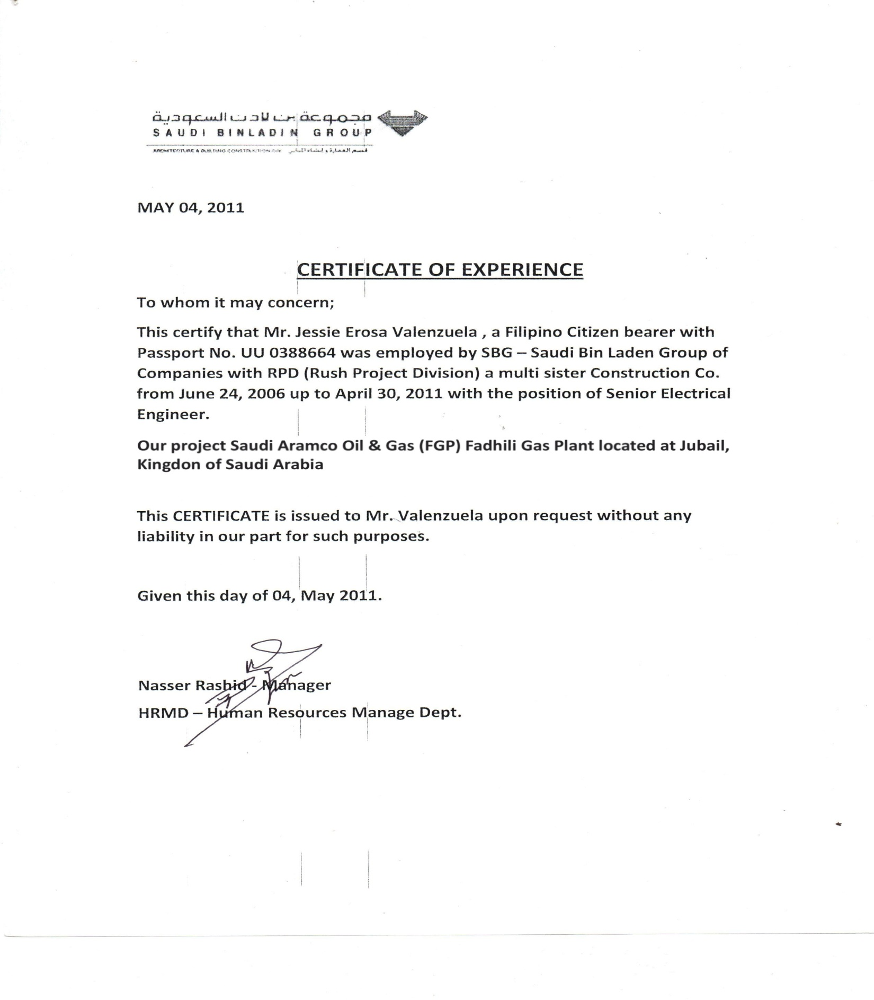 مجموعة بن لادن السعودية
SAUDI BINLADIN GROUP
ARCHITECTURE & BUILDING CONSTRUCTION DIV. قسم العمارة و إنشاء المباني
MAY 04, 2011
CERTIFICATE OF EXPERIENCE
To whom it may concern;
This certify that Mr. Jessie Erosa Valenzuela , a Filipino Citizen bearer with
Passport No. UU 0388664 was employed by SBG – Saudi Bin Laden Group of
Companies with RPD (Rush Project Division) a multi sister Construction Co.
from June 24, 2006 up to April 30, 2011 with the position of Senior Electrical
Engineer.
Our project Saudi Aramco Oil & Gas (FGP) Fadhili Gas Plant located at Jubail,
Kingdon of Saudi Arabia
This CERTIFICATE is issued to Mr. Valenzuela upon request without any
liability in our part for such purposes.
Given this day of 04, May 2011.
Nasser Rashid - Manager
HRMD – Human Resources Manage Dept.